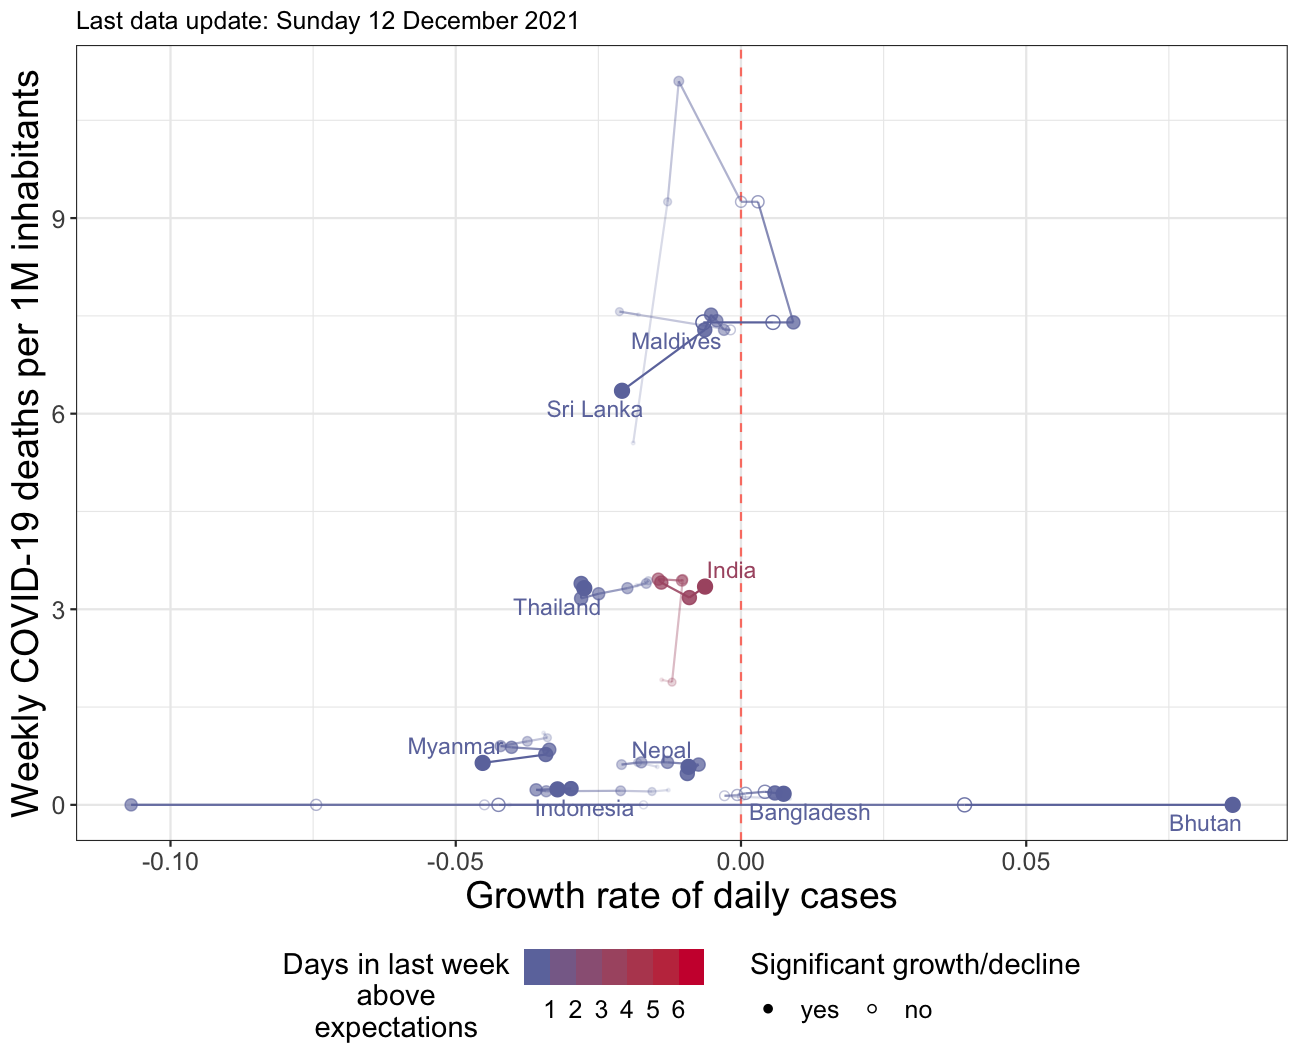 Last data update: Sunday 12 December 2021
Weekly COVID-19 deaths per 1M inhabitants
9
6
3
0
Maldives
Sri Lanka
India
Thailand
Myanmar
Nepal
Indonesia
Bangladesh
Bhutan
-0.10
-0.05
0.00
0.05
Growth rate of daily cases
Days in last week
above
expectations
1 2 3 4 5 6
Significant growth/decline
yes
no